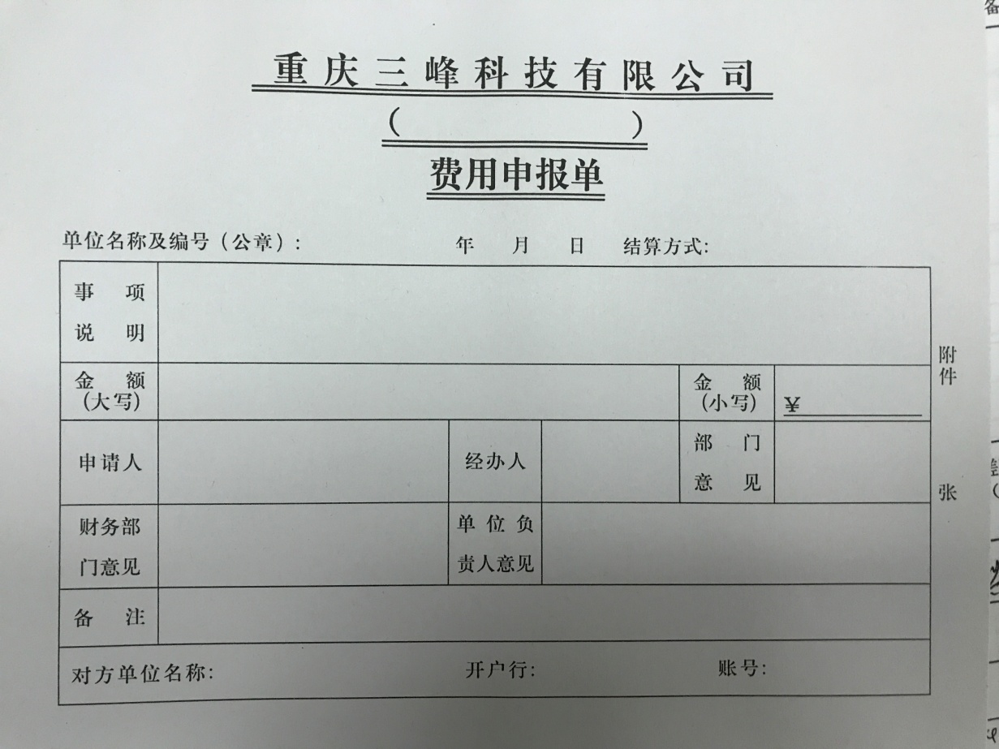 重庆三峰科技有限公司
（ ）
费用申报单
单位名称及编号（公章）： 年 月 日 结算方式：
事 项
说 明
金 额
（大写）
金 额
（小写）
¥
申请人
经办人
部 门
意 见
财务部
门意见
单 位 负
责人意见
备 注
对方单位名称： 开户行： 账号：
附件 张
备